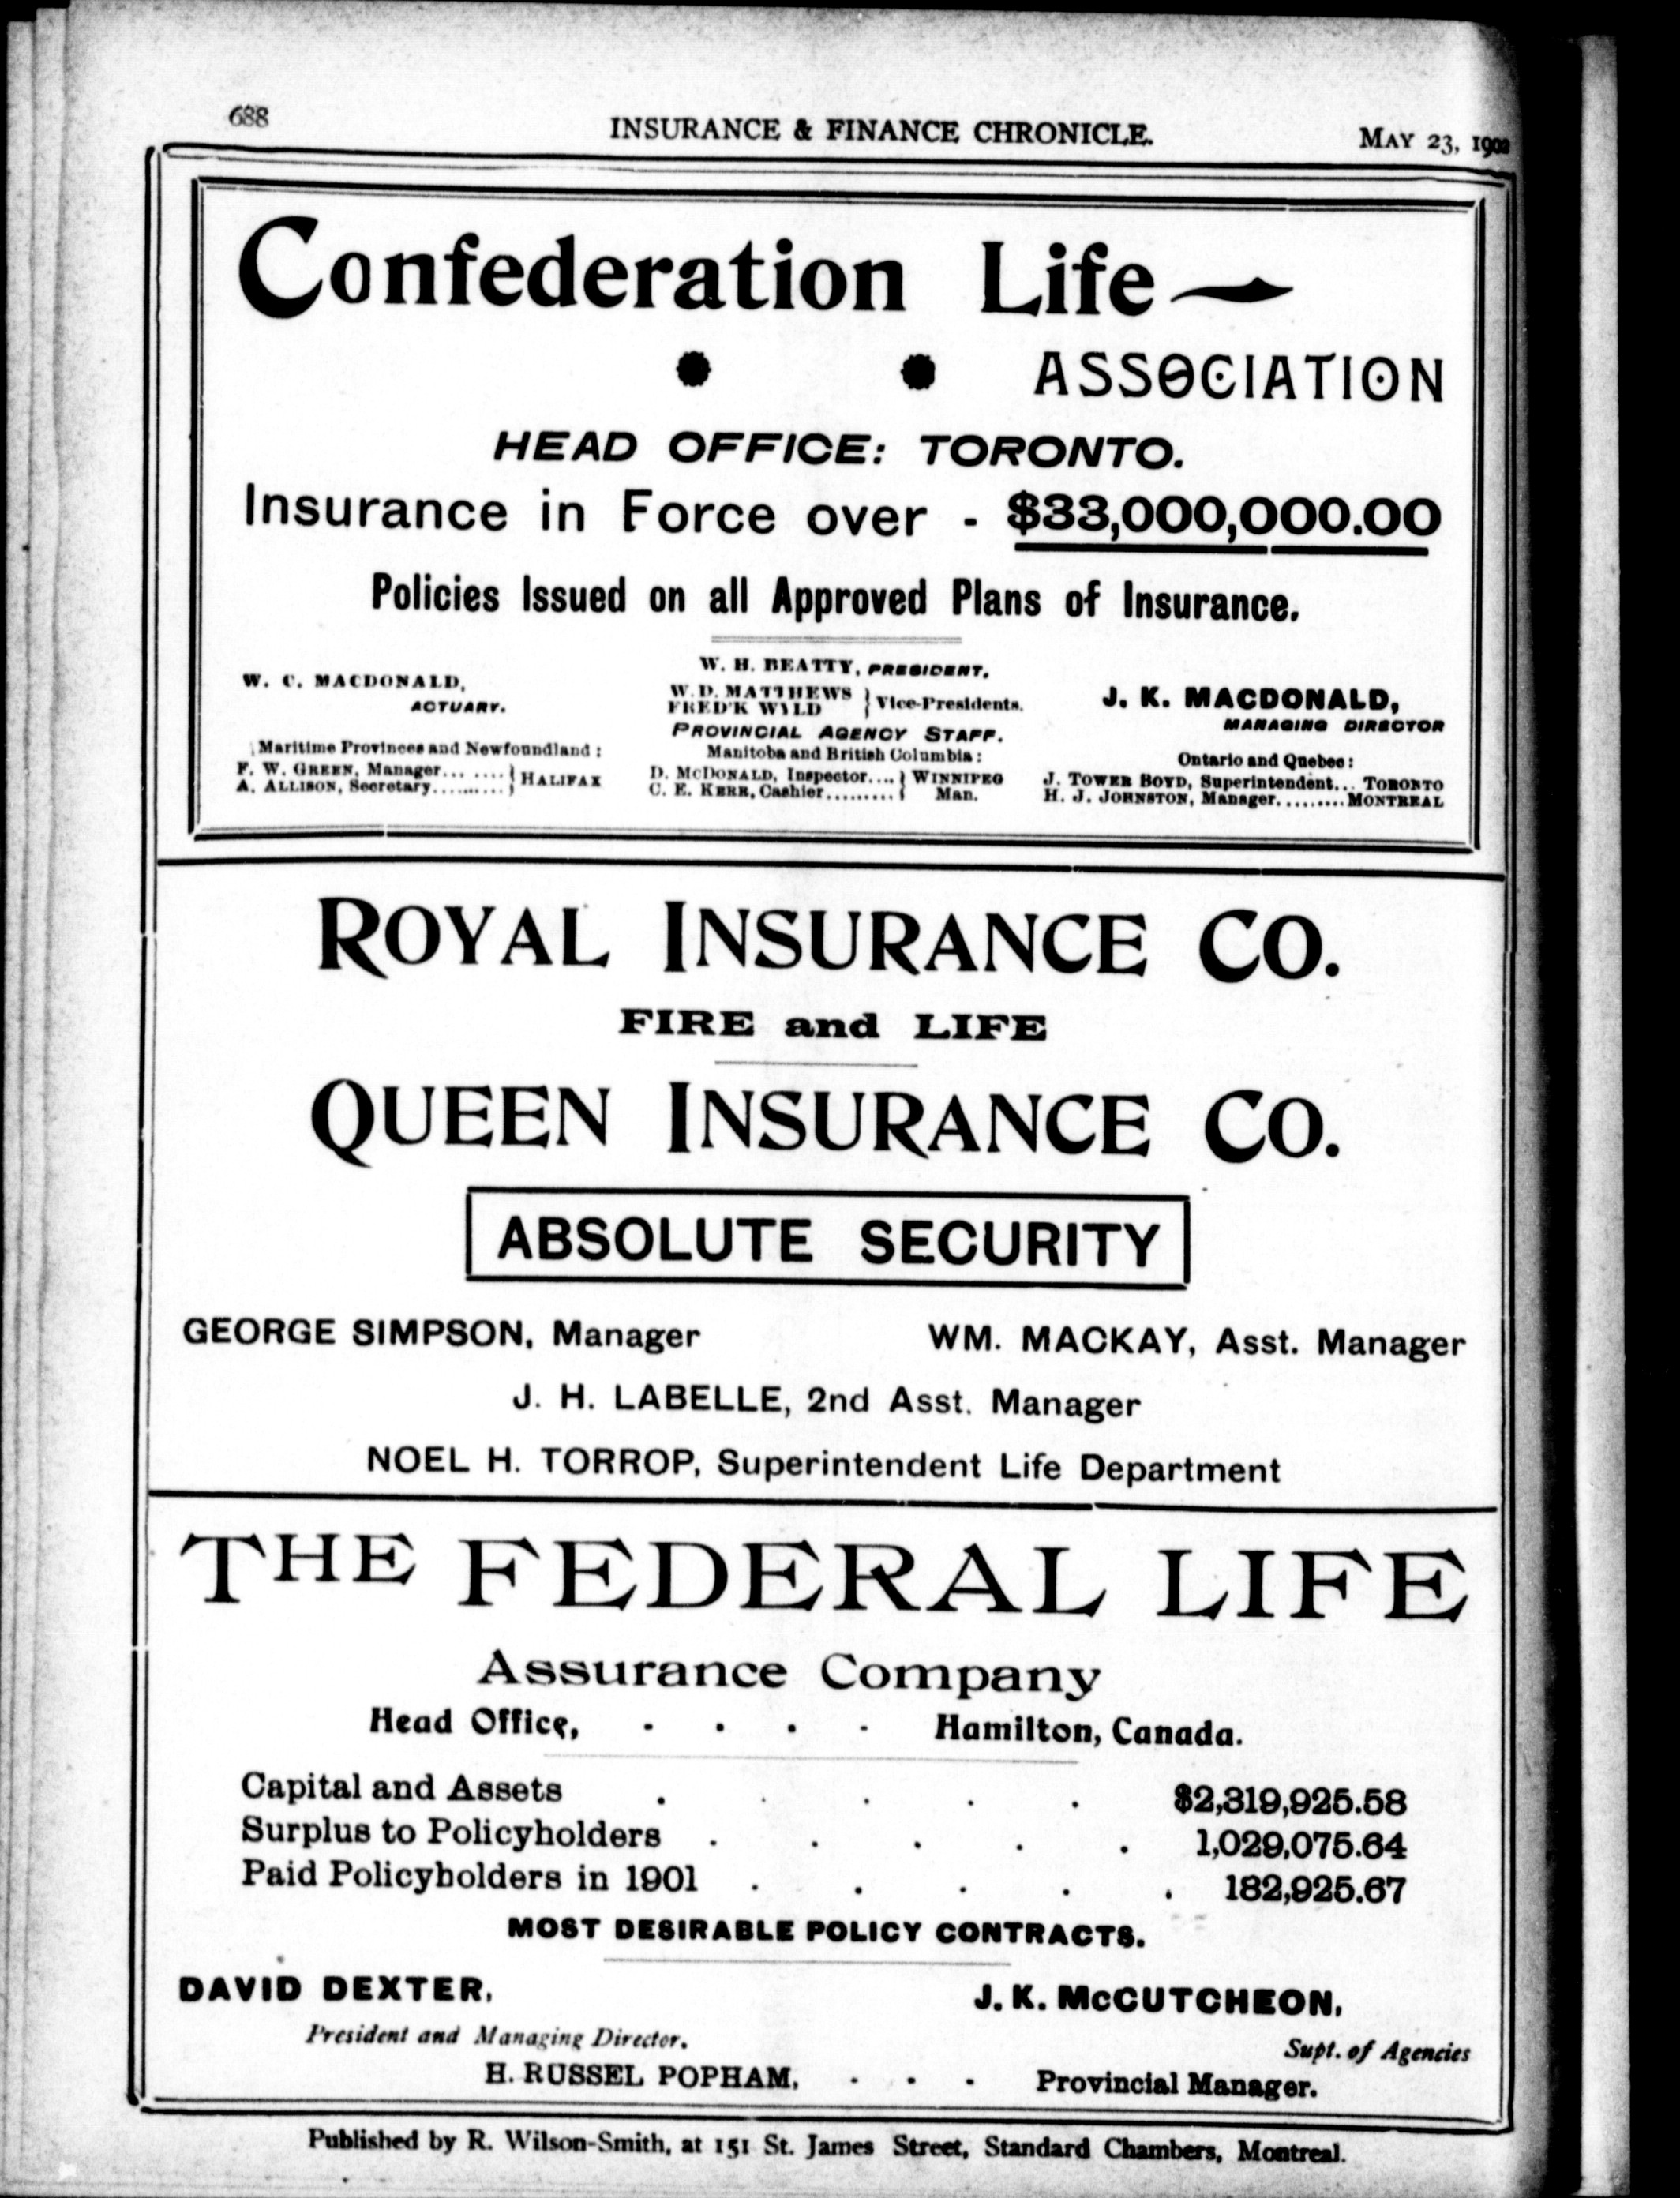 688
INSURANCE & FINANCE CHRONICLE.
MAY 23, 1902
Confederation Life
ASSOCIATION
HEAD OFFICE: TORONTO.
Insurance in Force over - $33,000,000.00
Policies Issued on all Approved Plans of Insurance.
W. H. BEATTY, PRESIDENT.
W. C. MACDONALD,
ACTUARY.
W. D. MATTHEWS
FRED'K WYLD } Vice-Presidents.
J. K. MACDONALD,
MANAGING DIRECTOR
PROVINCIAL AGENCY STAFF.
Maritime Provinces and Newfoundland :
F. W. GREEN, Manager... .... }
A. ALLISON, Secretary.......... } HALIFAX
Manitoba and British Columbia :
D. MCDONALD, Inspector.... } WINNIPEG
C. E. KERR, Cashier......... } Man.
Ontario and Quebec :
J. TOWER BOYD, Superintendent... TORONTO
H. J. JOHNSTON, Manager.........MONTREAL
ROYAL INSURANCE CO.
FIRE and LIFE
QUEEN INSURANCE CO.
ABSOLUTE SECURITY
GEORGE SIMPSON, Manager
WM. MACKAY, Asst. Manager
J. H. LABELLE, 2nd Asst. Manager
NOEL H. TORROP, Superintendent Life Department
THE FEDERAL LIFE
Assurance Company
Head Office, - . . - Hamilton, Canada.
Capital and Assets . . . . . $2,319,925.58
Surplus to Policyholders . . . . . 1,029,075.64
Paid Policyholders in 1901 . . . . . 182,925.67
MOST DESIRABLE POLICY CONTRACTS.
DAVID DEXTER,
President and Managing Director.
J. K. McCUTCHEON,
Supt. of Agencies
H. RUSSEL POPHAM, . . - Provincial Manager.
Published by R. Wilson-Smith, at 151 St. James Street, Standard Chambers, Montreal.